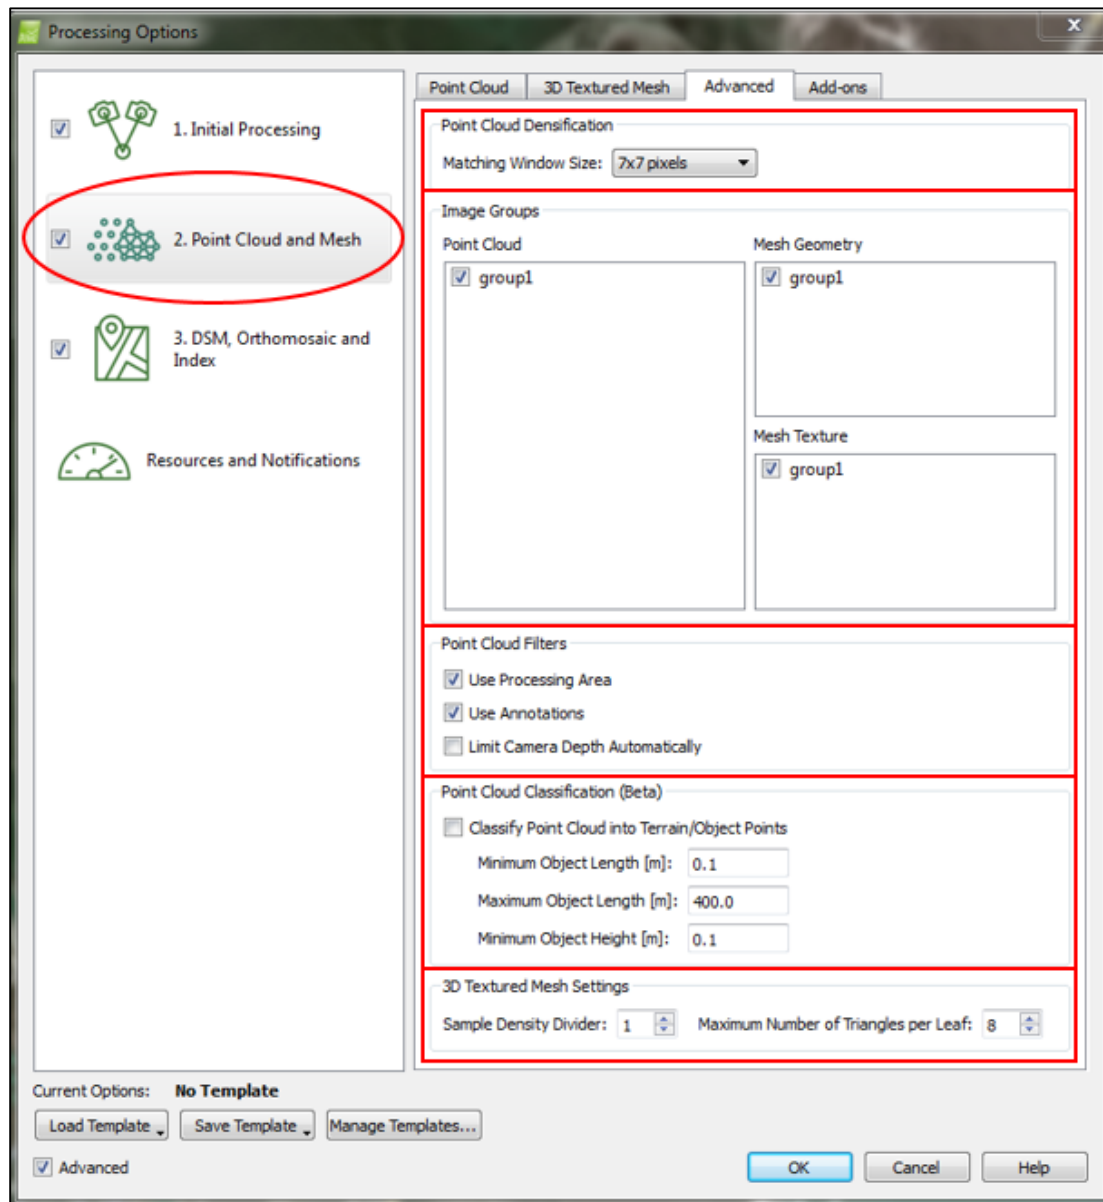 Processing Options
x
1. Initial Processing
2. Point Cloud and Mesh
3. DSM, Orthomosaic and
Index
Resources and Notifications
Point Cloud
3D Textured Mesh
Advanced
Add-ons
Point Cloud Densification
Matching Window Size: 7x7 pixels
Image Groups
Point Cloud
group1
Mesh Geometry
group1
Mesh Texture
group1
Point Cloud Filters
Use Processing Area
Use Annotations
Limit Camera Depth Automatically
Point Cloud Classification (Beta)
Classify Point Cloud into Terrain/Object Points
Minimum Object Length [m]: 0.1
Maximum Object Length [m]: 400.0
Minimum Object Height [m]: 0.1
3D Textured Mesh Settings
Sample Density Divider: 1 Maximum Number of Triangles per Leaf: 8
Current Options: No Template
Load Template
Save Template
Manage Templates...
Advanced
OK
Cancel
Help